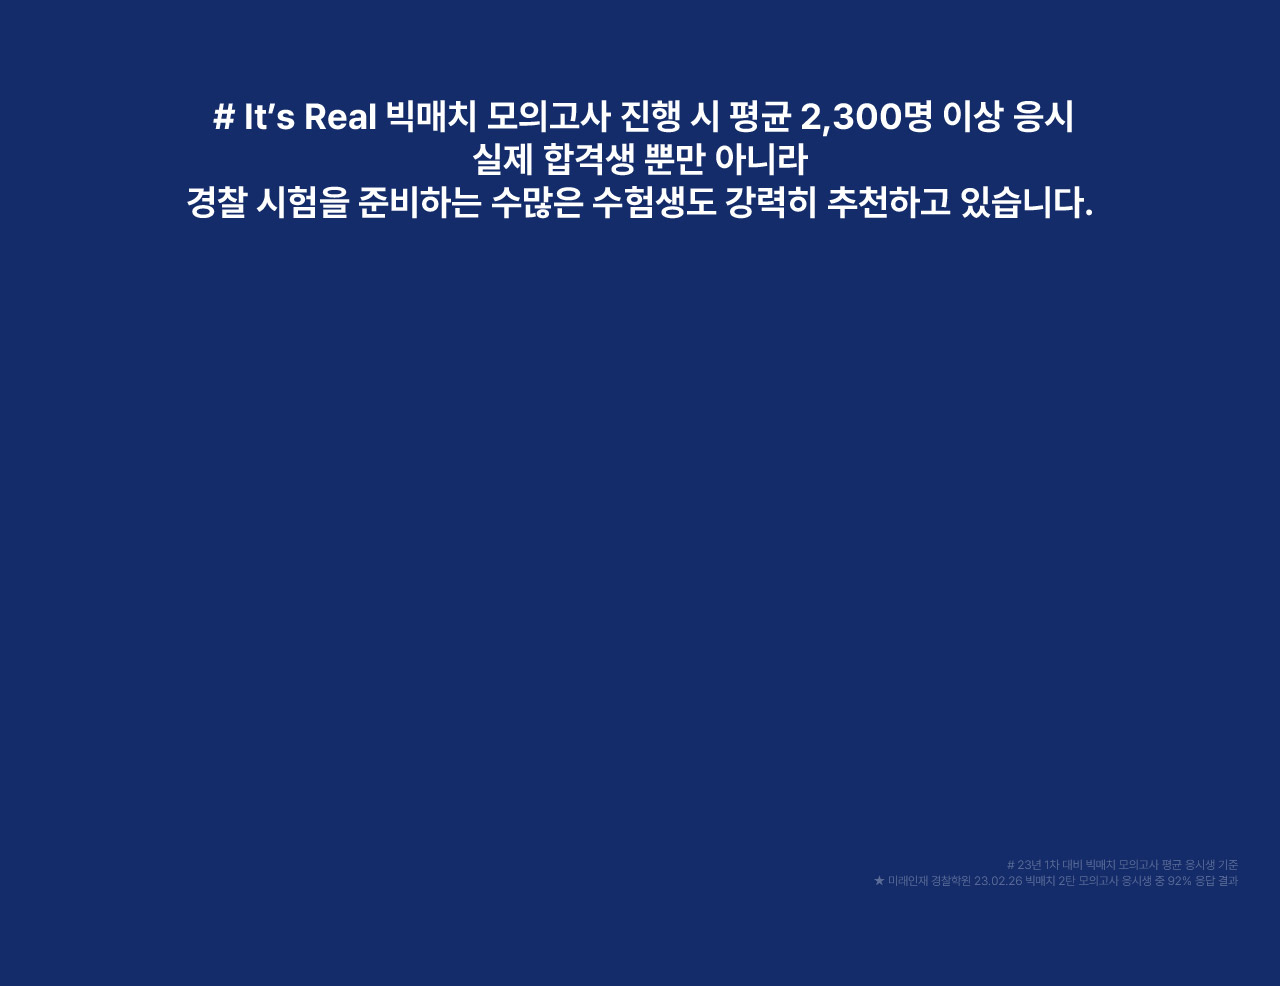 # It’s Real 빅매치 모의고사 진행 시 평균 2,300명 이상 응시
실제 합격생 뿐만 아니라
경찰 시험을 준비하는 수많은 수험생도 강력히 추천하고 있습니다.
# 23년 1차 대비 빅매치 모의고사 평균 응시생 기준
★ 미래인재 경찰학원 23.02.26 빅매치 2탄 모의고사 응시생 중 92% 응답 결과